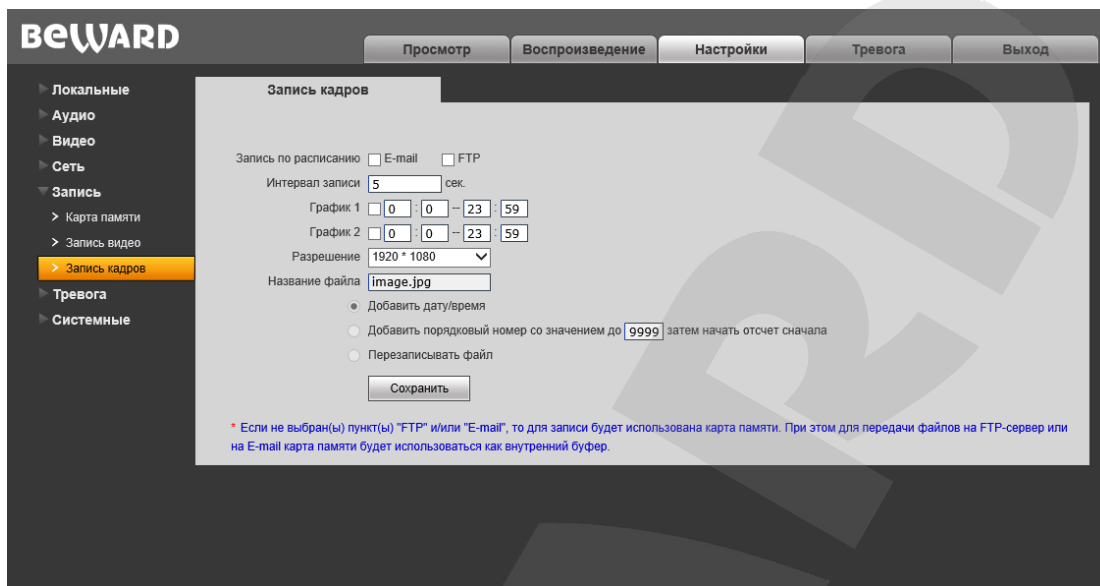 BEWARD
Просмотр Воспроизведение Настройки Тревога Выход
Локальные
Аудио
Видео
Сеть
Запись
> Карта памяти
> Запись видео
> Запись кадров
Тревога
Системные
Запись кадров
Запись по расписанию E-mail FTP
Интервал записи 5 сек.
График 1 0 : 0 -- 23 : 59
График 2 0 : 0 -- 23 : 59
Разрешение 1920 * 1080
Название файла image.jpg
Добавить дату/время
Добавить порядковый номер со значением до 9999 затем начать отсчет сначала
Перезаписывать файл
Сохранить
* Если не выбран(ы) пункт(ы) "FTP" и/или "E-mail", то для записи будет использована карта памяти. При этом для передачи файлов на FTP-сервер или
на E-mail карта памяти будет использоваться как внутренний буфер.